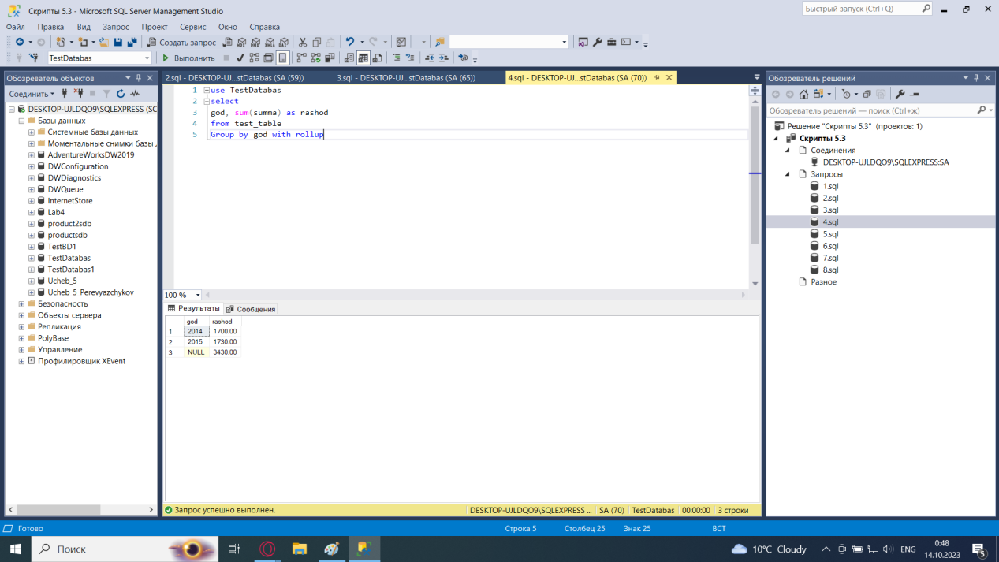 Скрипты 5.3 - Microsoft SQL Server Management Studio
Быстрый запуск (Ctrl+Q)
Файл Правка Вид Запрос Проект Сервис Окно Справка
Создать запрос
TestDatabas
Выполнить
Обозреватель объектов
Соединить
DESKTOP-UJLDQO9\SQLEXPRESS (SC
Базы данных
Системные базы данных
Моментальные снимки базы
AdventureWorksDW2019
DWConfiguration
DWDiagnostics
DWQueue
InternetStore
Lab4
product2sdb
productsdb
TestBD1
TestDatabas
TestDatabas1
Ucheb_5
Ucheb_5_Perevyazchykov
Безопасность
Объекты сервера
Репликация
PolyBase
Управление
Профилировщик XEvent
2.sql - DESKTOP-UJ...stDatabas (SA (59))
3.sql - DESKTOP-UJ...stDatabas (SA (65))
4.sql - DESKTOP-UJ...stDatabas (SA (70))
1 use TestDatabas
2 select
3 god, sum(summa) as rashod
4 from test_table
5 Group by god with rollup
100 %
Результаты Сообщения
god rashod
1 2014 1700.00
2 2015 1730.00
3 NULL 3430.00
Запрос успешно выполнен.
DESKTOP-UJLDQO9\SQLEXPRESS ... SA (70) TestDatabas 00:00:00 3 строки
Обозреватель решений
Обозреватель решений — поиск (Ctrl+ж)
Решение "Скрипты 5.3" (проектов: 1)
Скрипты 5.3
Соединения
DESKTOP-UJLDQO9\SQLEXPRESS:SA
Запросы
1.sql
2.sql
3.sql
4.sql
5.sql
6.sql
7.sql
8.sql
Разное
Готово Строка 5 Столбец 25 Знак 25 ВСТ
Поиск
10°C Cloudy
ENG
0:48
14.10.2023
5